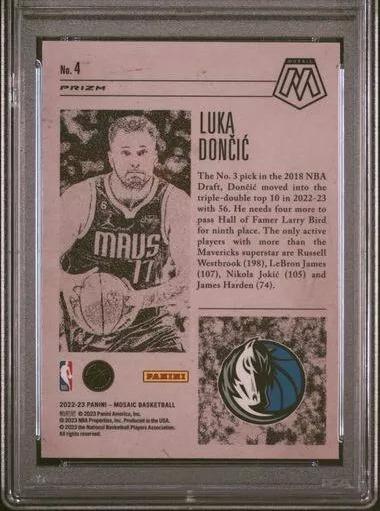 No. 4
PRIZM
MOSAIC
LUKA
DONČIĆ
The No. 3 pick in the 2018 NBA
Draft, Dončić moved into the
triple-double top 10 in 2022-23
with 56. He needs four more to
pass Hall of Famer Larry Bird
for ninth place. The only active
players with more than the
Mavericks superstar are Russell
Westbrook (198), LeBron James
(107), Nikola Jokić (105) and
James Harden (74).
6
MAVS
77
NBA
PANINI
2022-23 PANINI – MOSAIC BASKETBALL
© 2023 Panini America, Inc.
© 2023 NBA Properties, Inc. Produced in the USA.
© 2023 the National Basketball Players Association.
All rights reserved.
PSA